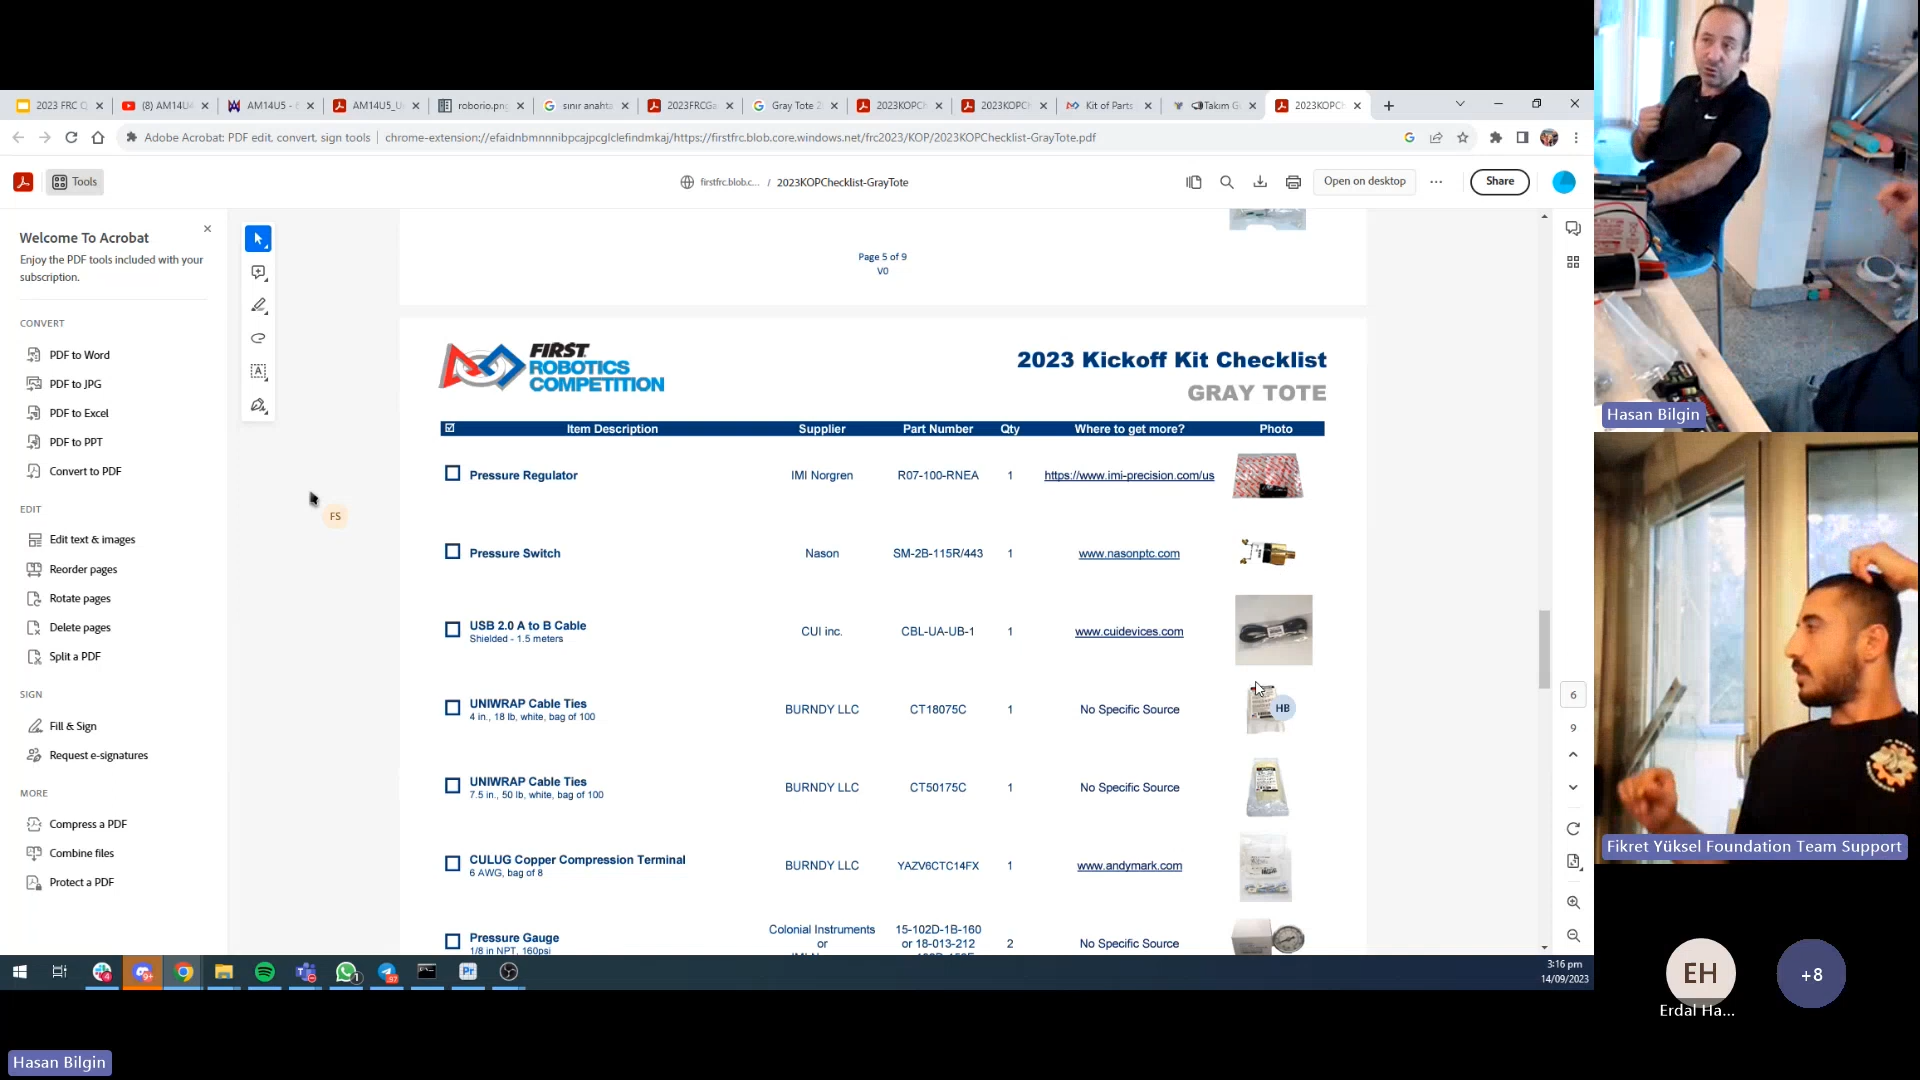 2023 FRC Q
(8) AM14U4
AM14U5 - 6
AM14U5_U
roborio.png
sınır anahta
2023FRCGa
Gray Tote 2
2023KOPCh
2023KOPCh
Kit of Parts
Takım G
2023KOPC
Adobe Acrobat: PDF edit, convert, sign tools
chrome-extension://efaidnbmnnnibpcajpcglclefindmkaj/https://firstfrc.blob.core.windows.net/frc2023/KOP/2023KOPChecklist-GrayTote.pdf
Tools
firstfrc.blob.c... / 2023KOPChecklist-GrayTote
Open on desktop
Share
Welcome To Acrobat
Enjoy the PDF tools included with your
subscription.
CONVERT
PDF to Word
PDF to JPG
PDF to Excel
PDF to PPT
Convert to PDF
EDIT
Edit text & images
Reorder pages
Rotate pages
Delete pages
Split a PDF
SIGN
Fill & Sign
Request e-signatures
MORE
Compress a PDF
Combine files
Protect a PDF
FS
Page 5 of 9
V0
FIRST
ROBOTICS
COMPETITION
2023 Kickoff Kit Checklist
GRAY TOTE
Item Description Supplier Part Number Qty Where to get more? Photo
Pressure Regulator IMI Norgren R07-100-RNEA 1 https://www.imi-precision.com/us
Pressure Switch Nason SM-2B-115R/443 1 www.nasonptc.com
USB 2.0 A to B Cable
Shielded - 1.5 meters
CUI inc. CBL-UA-UB-1 1 www.cuidevices.com
UNIWRAP Cable Ties
4 in., 18 lb, white, bag of 100
BURNDY LLC CT18075C 1 No Specific Source
HB
UNIWRAP Cable Ties
7.5 in., 50 lb, white, bag of 100
BURNDY LLC CT50175C 1 No Specific Source
CULUG Copper Compression Terminal
6 AWG, bag of 8
BURNDY LLC YAZV6CTC14FX 1 www.andymark.com
Pressure Gauge
1/8 in NPT, 160psi
Colonial Instruments
or
15-102D-1B-160
or 18-013-212
2 No Specific Source
6
9
3:16 pm
14/09/2023
Hasan Bilgin
Fikret Yüksel Foundation Team Support
EH
Erdal Ha...
+8
Hasan Bilgin